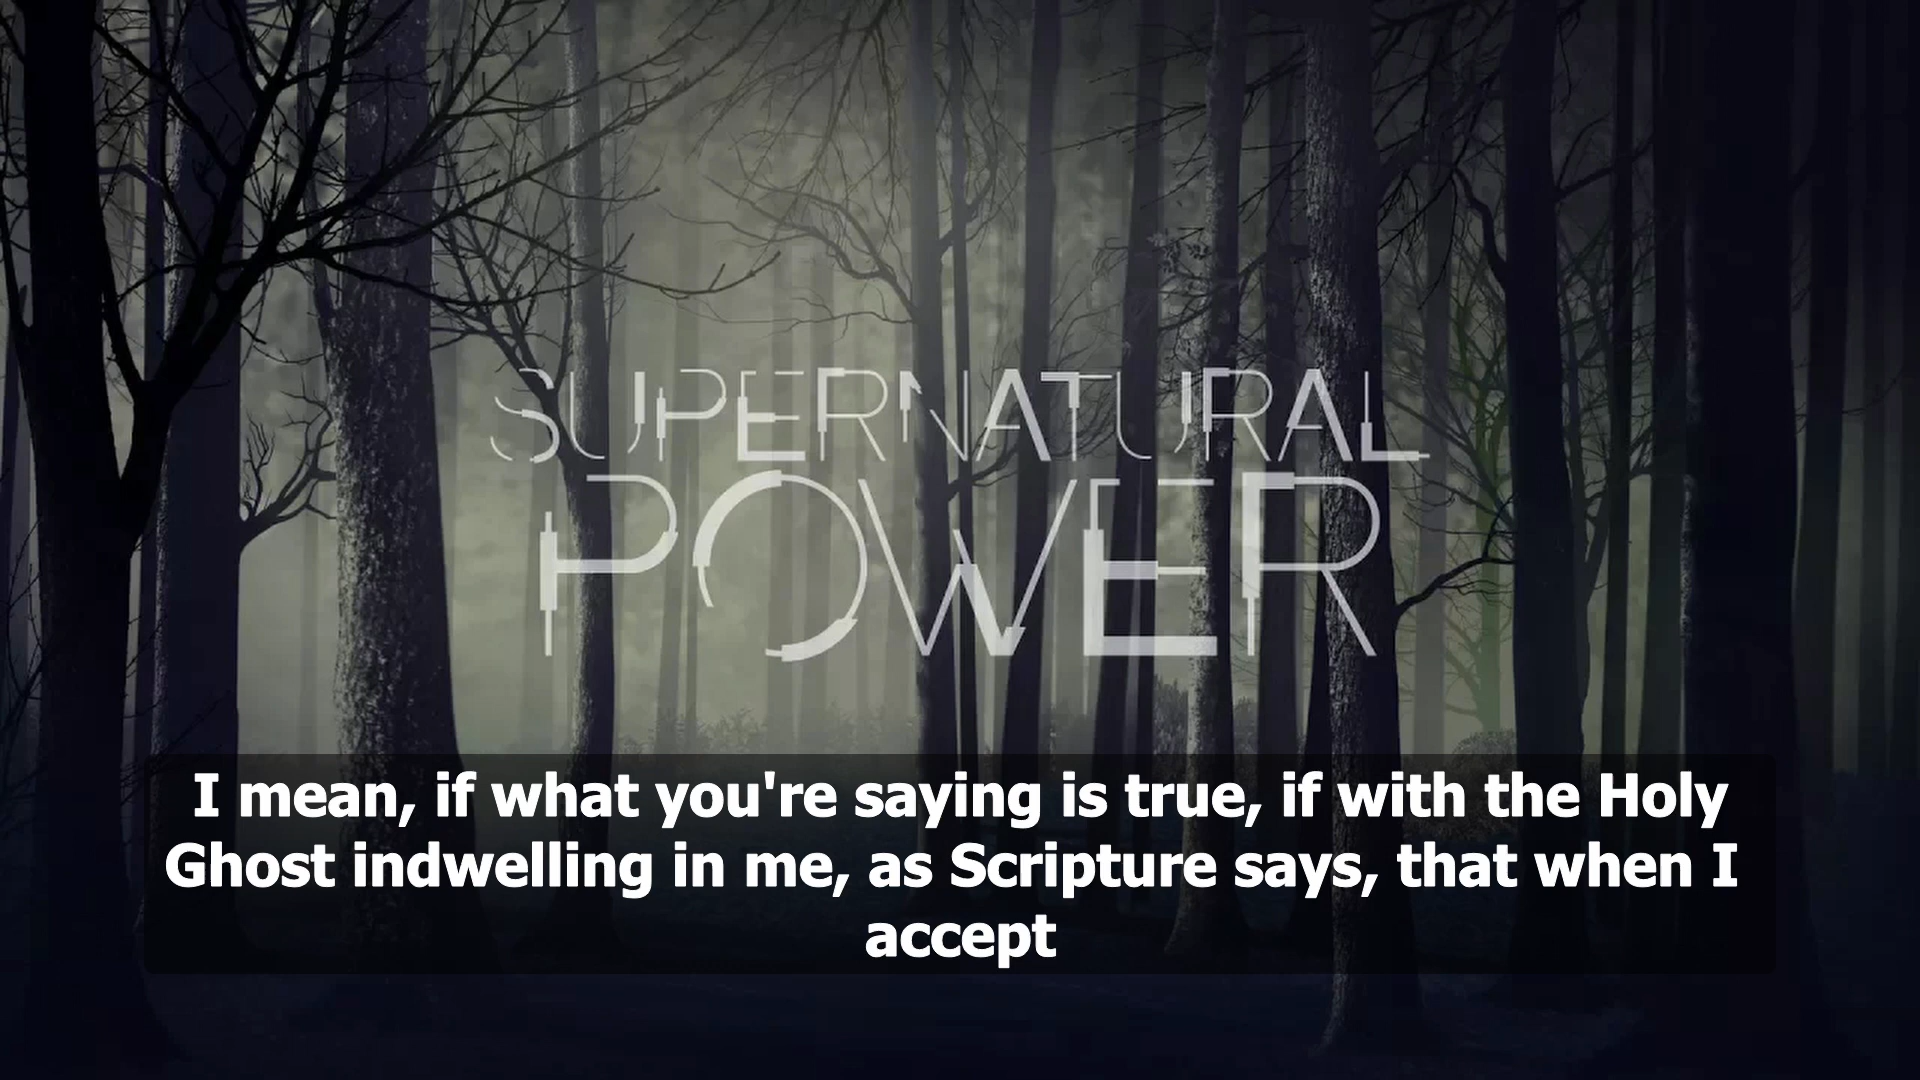 SUPERNATURAL
POWER
I mean, if what you're saying is true, if with the Holy
Ghost indwelling in me, as Scripture says, that when I
accept